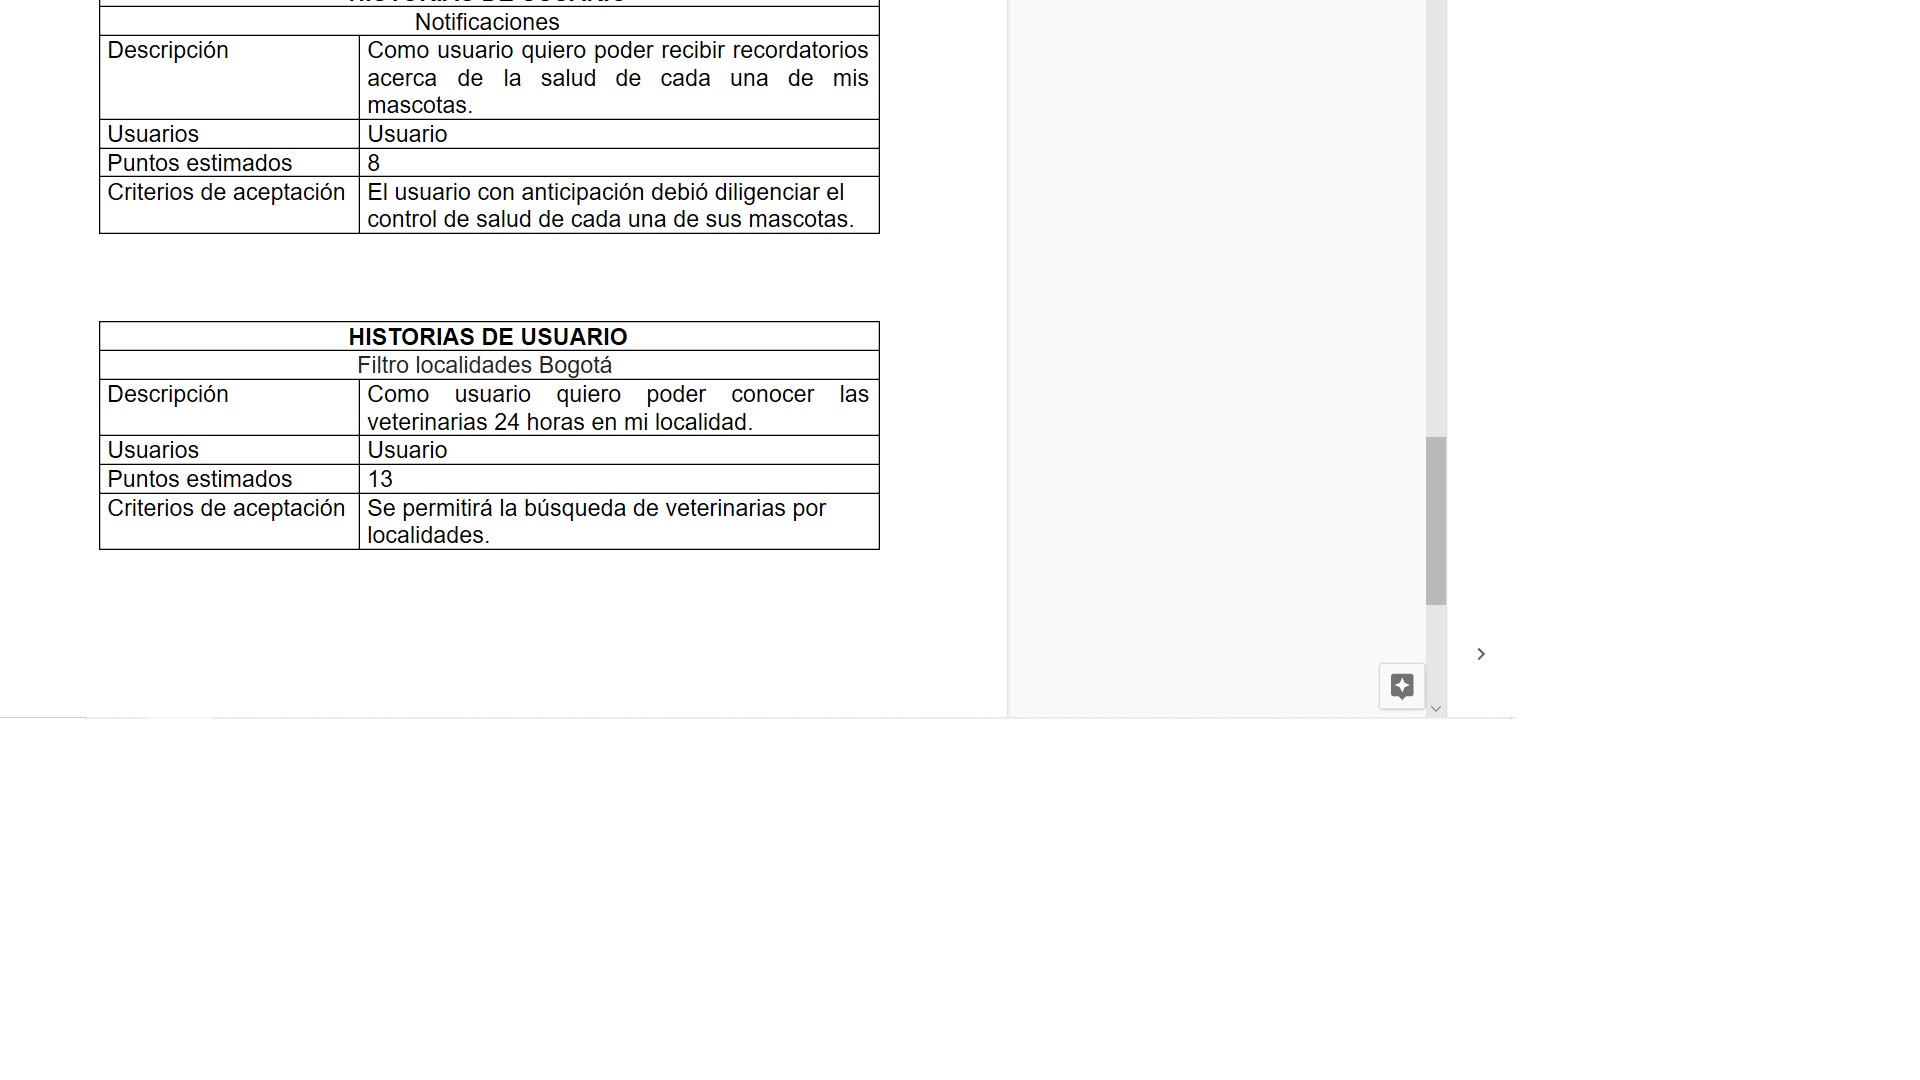 HISTORIAS DE USUARIO
Notificaciones
Descripción
Como usuario quiero poder recibir recordatorios
acerca de la salud de cada una de mis
mascotas.
Usuarios
Usuario
Puntos estimados
8
Criterios de aceptación
El usuario con anticipación debió diligenciar el
control de salud de cada una de sus mascotas.
HISTORIAS DE USUARIO
Filtro localidades Bogotá
Descripción
Como usuario quiero poder conocer las
veterinarias 24 horas en mi localidad.
Usuarios
Usuario
Puntos estimados
13
Criterios de aceptación
Se permitirá la búsqueda de veterinarias por
localidades.